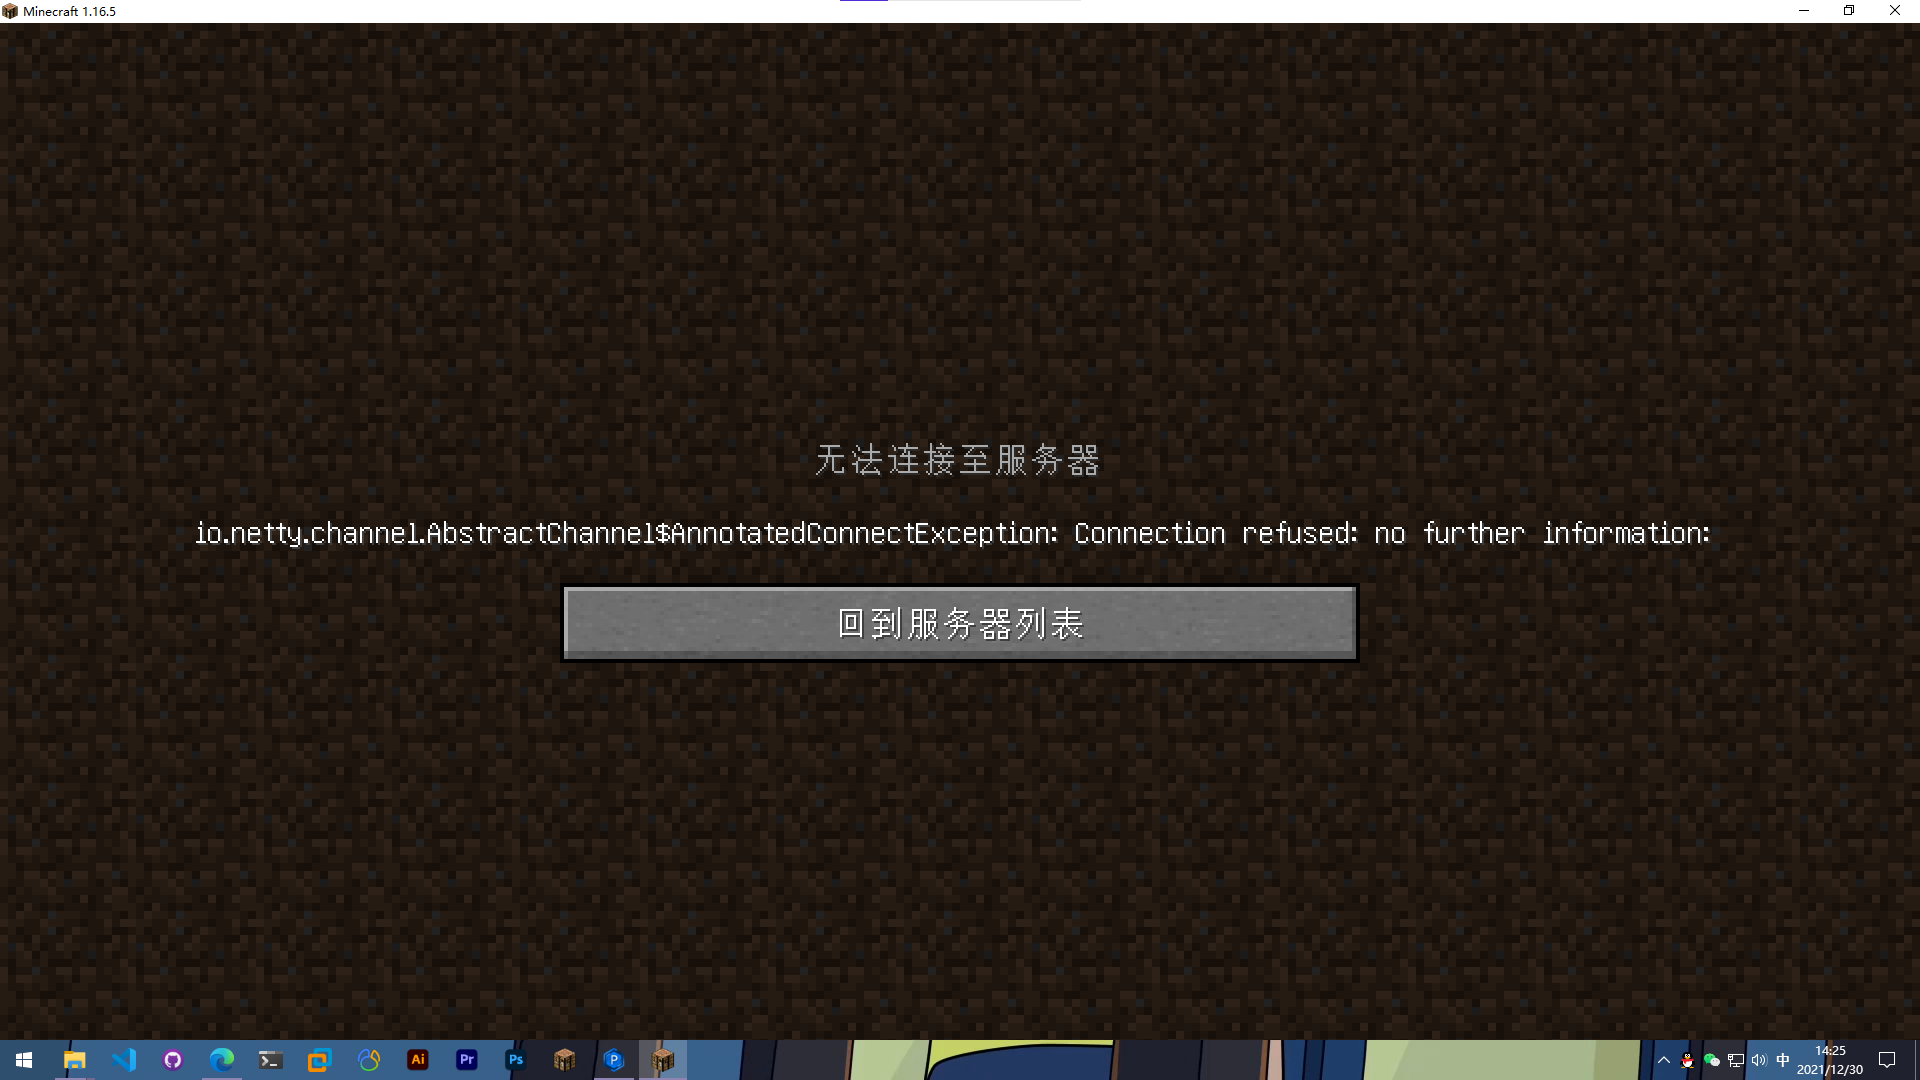 Minecraft 1.16.5
无法连接至服务器
io.netty.channel.AbstractChannel$AnnotatedConnectException: Connection refused: no further information:
回到服务器列表
Ai
Pr
Ps
P
中
14:25
2021/12/30